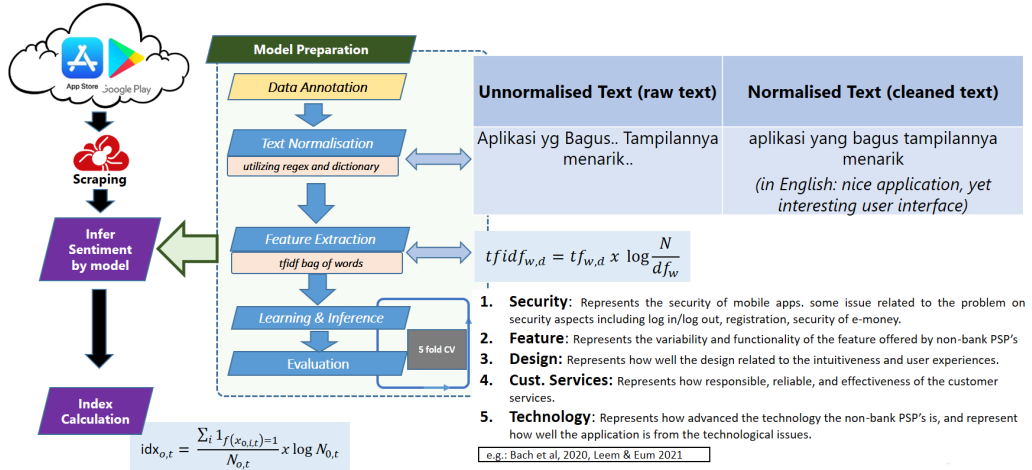 App Store
Google Play
Scraping
Infer
Sentiment
by model
Index
Calculation
idx_{o,t} = \frac{\sum_i 1_{f(x_{o,i,t})=1}}{N_{o,t}} x log N_{0,t}
Model Preparation
Data Annotation
Text Normalisation
utilizing regex and dictionary
Feature Extraction
tfidf bag of words
Learning & Inference
5 fold CV
Evaluation
Unnormalised Text (raw text)
Normalised Text (cleaned text)
Aplikasi yg Bagus.. Tampilannya
menarik..
aplikasi yang bagus tampilannya
menarik
(in English: nice application, yet
interesting user interface)
tfidf_{w,d} = tf_{w,d} x log \frac{N}{df_w}
1. Security: Represents the security of mobile apps. some issue related to the problem on
security aspects including log in/log out, registration, security of e-money.
2. Feature: Represents the variability and functionality of the feature offered by non-bank PSP's
3. Design: Represents how well the design related to the intuitiveness and user experiences.
4. Cust. Services: Represents how responsible, reliable, and effectiveness of the customer
services.
5. Technology: Represents how advanced the technology the non-bank PSP's is, and represent
how well the application is from the technological issues.
e.g.: Bach et al, 2020, Leem & Eum 2021